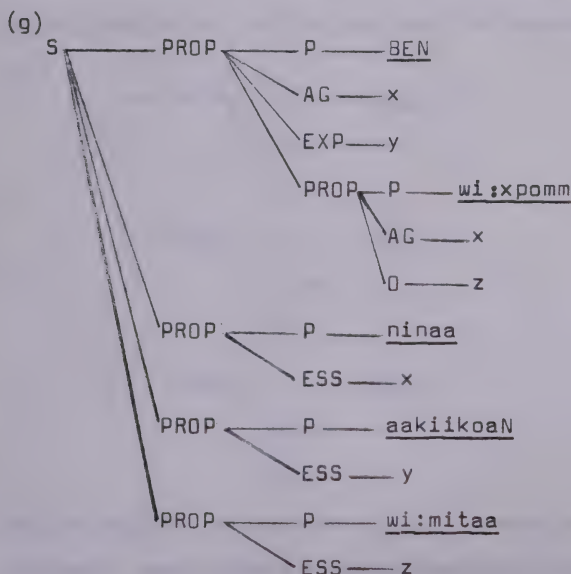 (g)
S PROP P BEN
AG x
EXP y
PROP P wi:xpomm
AG x
O z
PROP P ninaa
ESS x
PROP P aakiikoaN
ESS y
PROP P wi:mitaa
ESS z